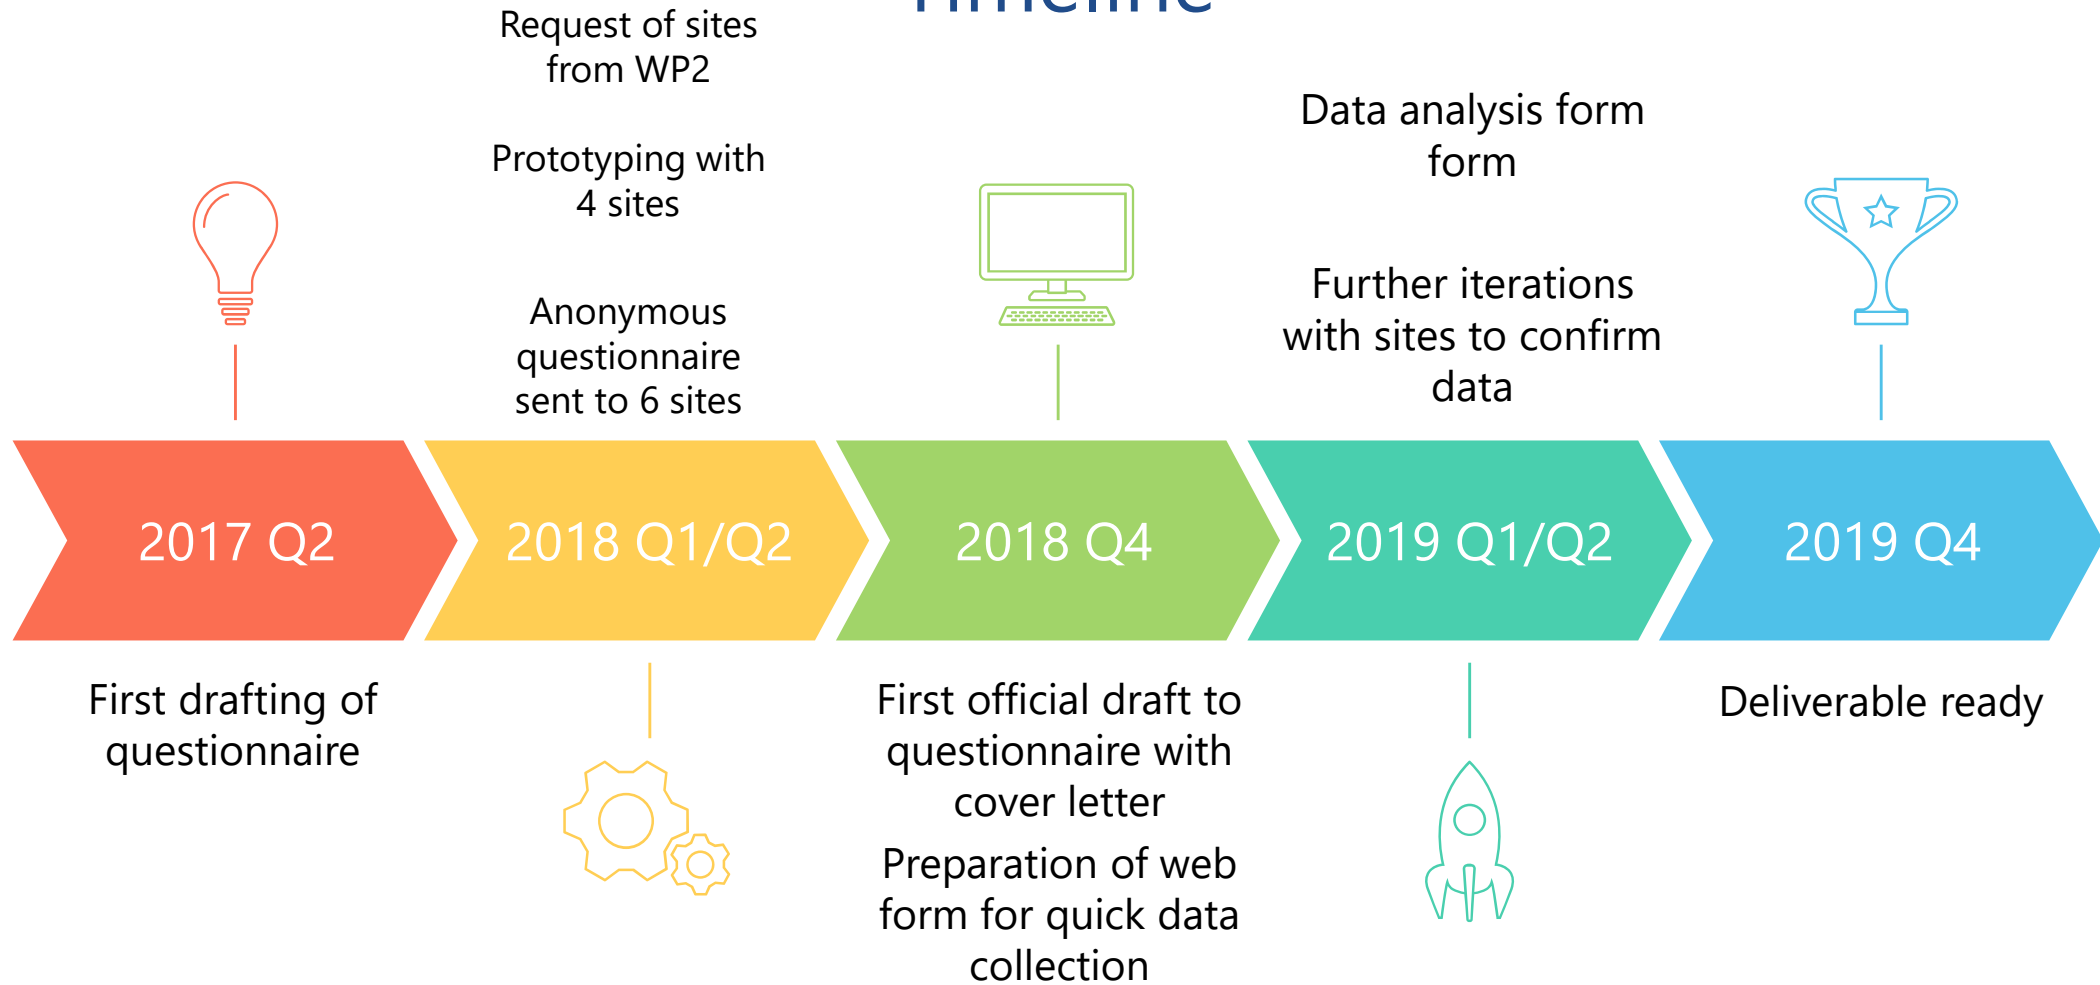 Timeline
Request of sites
from WP2
Prototyping with
4 sites
Anonymous
questionnaire
sent to 6 sites
Data analysis form
form
Further iterations
with sites to confirm
data
2017 Q2
2018 Q1/Q2
2018 Q4
2019 Q1/Q2
2019 Q4
First drafting of
questionnaire
First official draft to
questionnaire with
cover letter
Preparation of web
form for quick data
collection
Deliverable ready